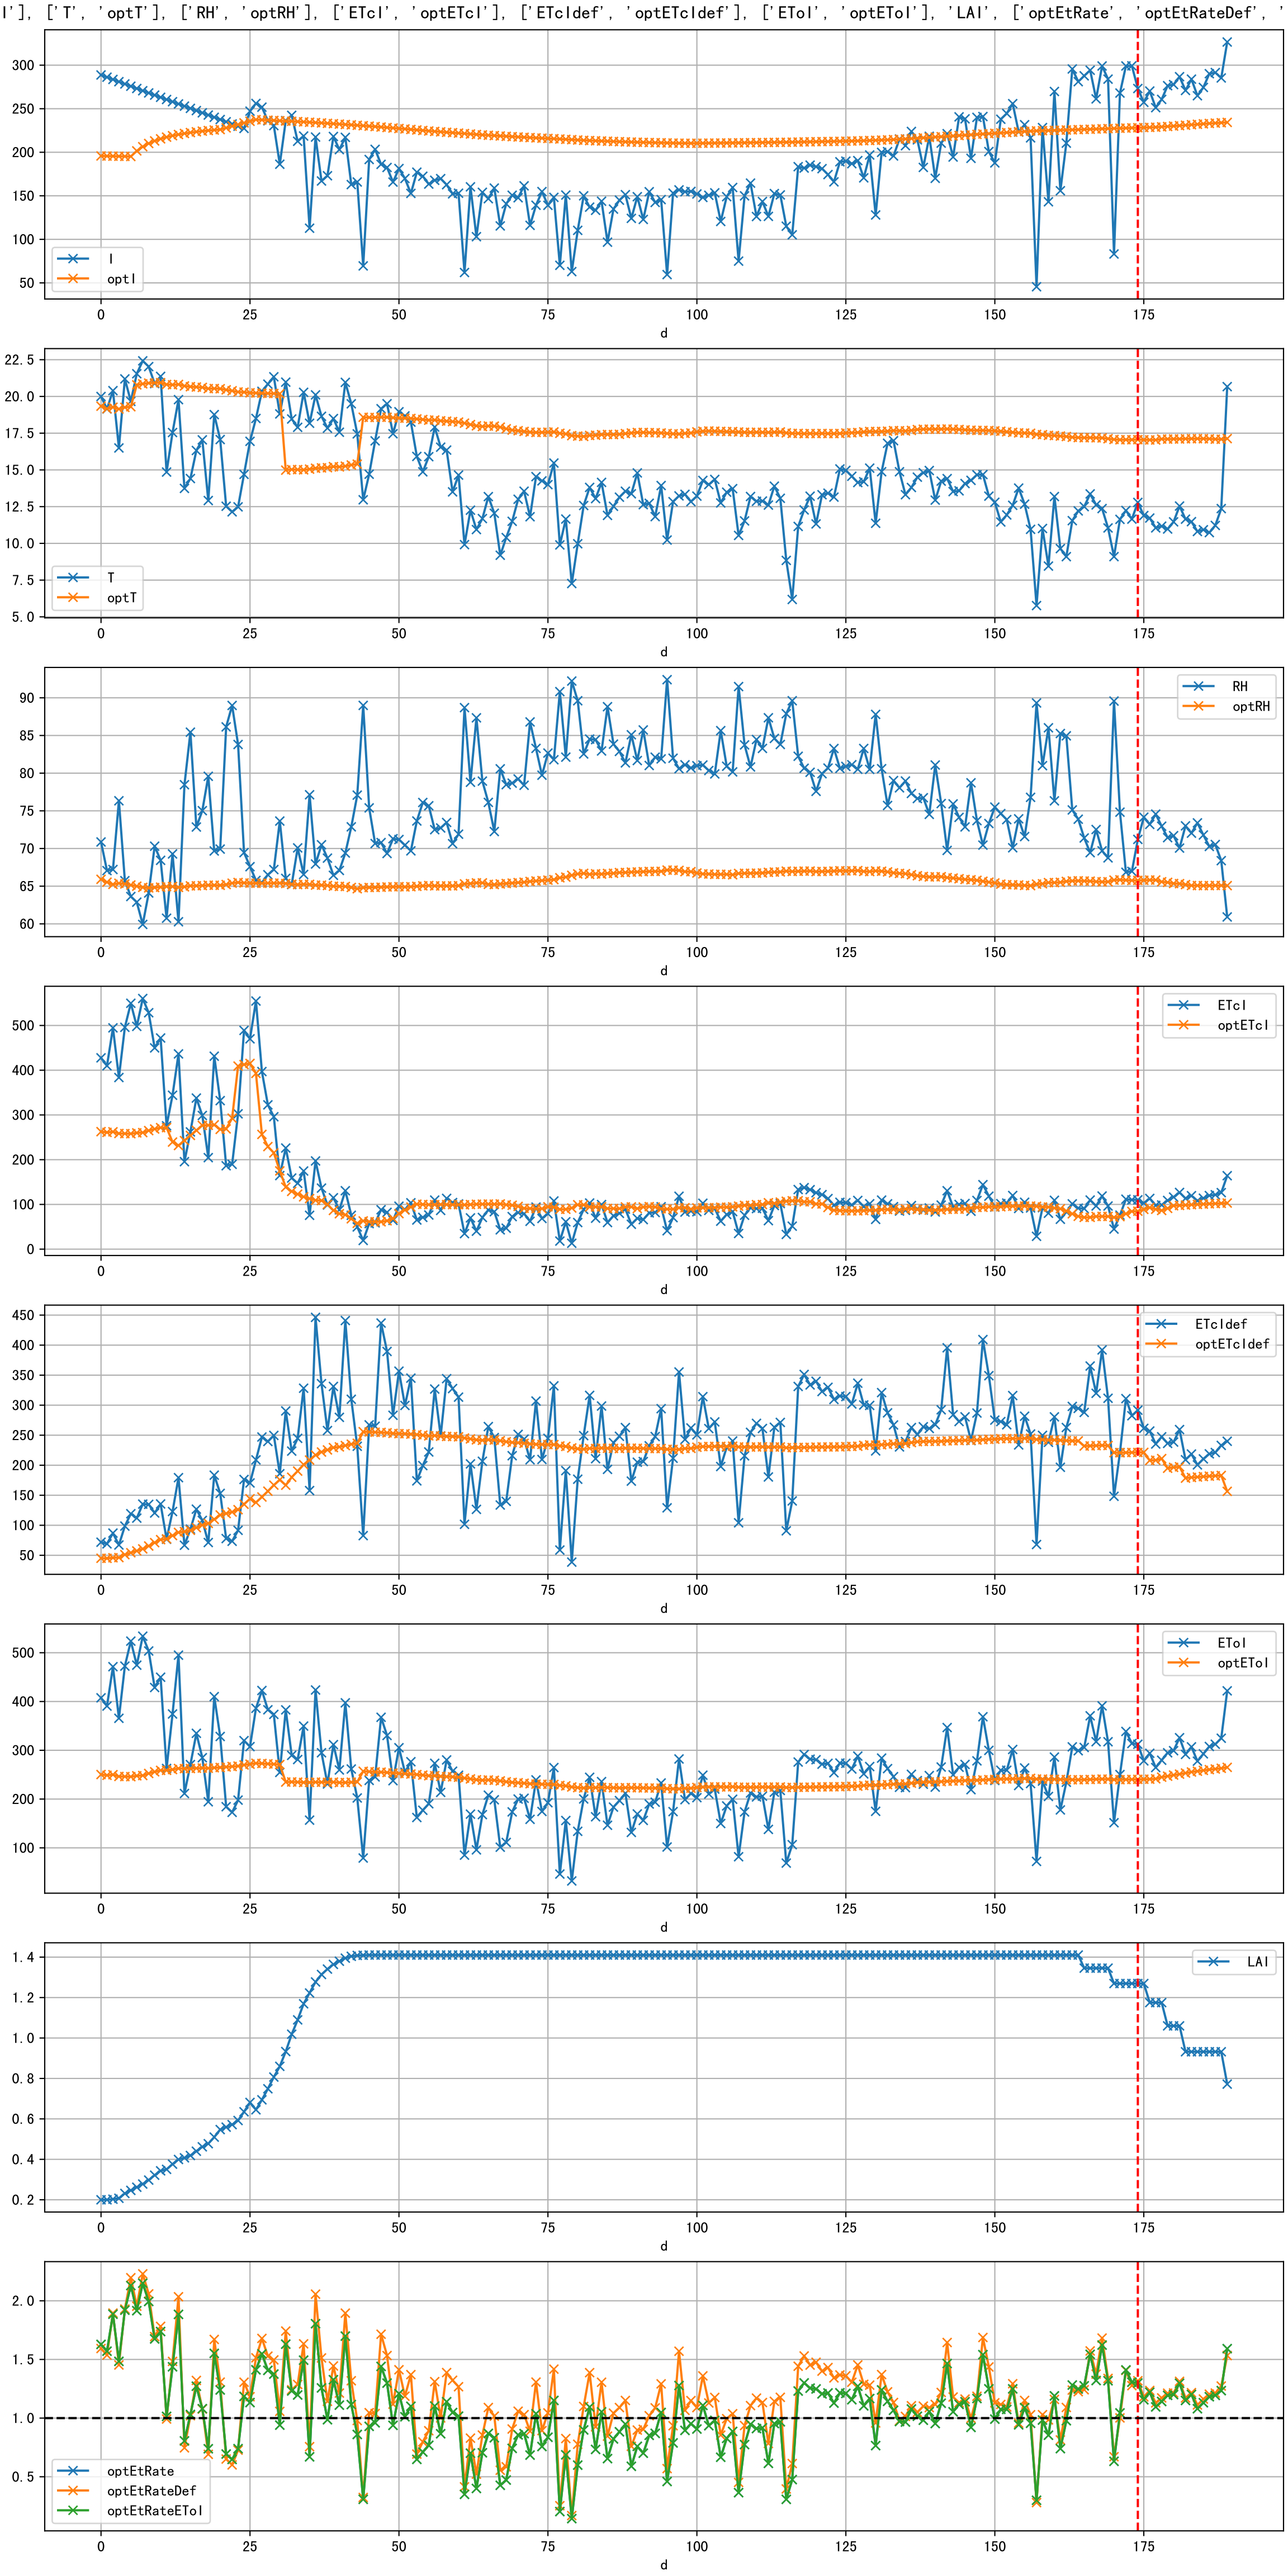 I'], ['T', 'optT'], ['RH', 'optRH'], ['ETcI', 'optETcI'], ['ETcIdef', 'optETcIdef'], ['EToI', 'optEToI'], 'LAI', ['optEtRate', 'optEtRateDef', '
300
250
200
150
100
50
I
optI
0 25 50 75 100 125 150 175
d
22.5
20.0
17.5
15.0
12.5
10.0
7.5
5.0
T
optT
0 25 50 75 100 125 150 175
d
90
85
80
75
70
65
60
RH
optRH
0 25 50 75 100 125 150 175
d
500
400
300
200
100
0
ETcI
optETcI
0 25 50 75 100 125 150 175
d
450
400
350
300
250
200
150
100
50
ETcIdef
optETcIdef
0 25 50 75 100 125 150 175
d
500
400
300
200
100
EToI
optEToI
0 25 50 75 100 125 150 175
d
1.4
1.2
1.0
0.8
0.6
0.4
0.2
LAI
0 25 50 75 100 125 150 175
d
2.0
1.5
1.0
0.5
optEtRate
optEtRateDef
optEtRateEToI
0 25 50 75 100 125 150 175
d